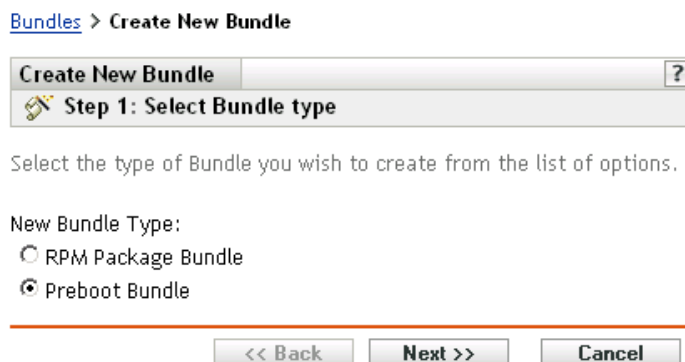 Bundles > Create New Bundle
Create New Bundle
?
Step 1: Select Bundle type
Select the type of Bundle you wish to create from the list of options.
New Bundle Type:
RPM Package Bundle
Preboot Bundle
<< Back Next >> Cancel